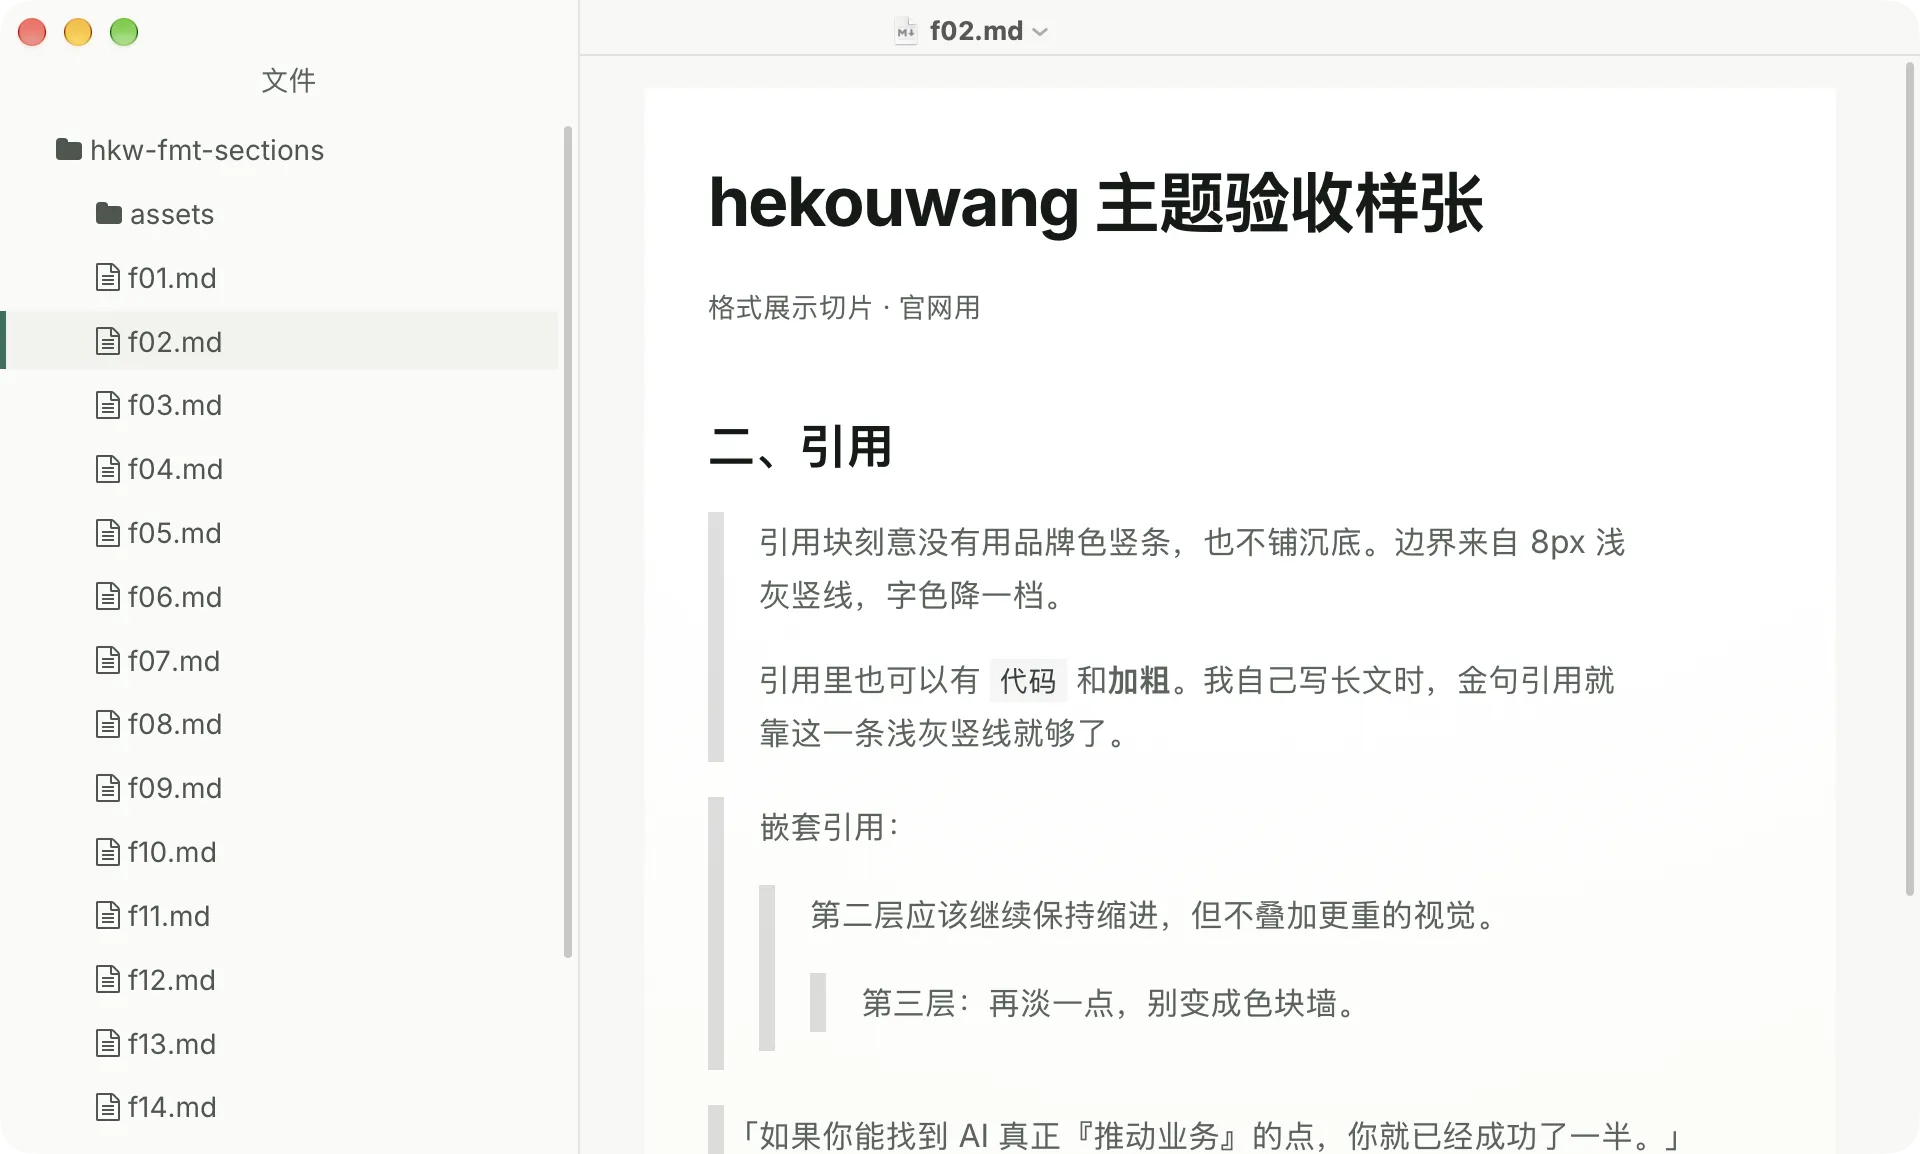 文件
hkw-fmt-sections
assets
f01.md
f02.md
f03.md
f04.md
f05.md
f06.md
f07.md
f08.md
f09.md
f10.md
f11.md
f12.md
f13.md
f14.md
f02.md
hekouwang 主题验收样张
格式展示切片 · 官网用
二、引用
引用块刻意没有用品牌色竖条，也不铺沉底。边界来自 8px 浅
灰竖线，字色降一档。
引用里也可以有 代码 和加粗。我自己写长文时，金句引用就
靠这一条浅灰竖线就够了。
嵌套引用：
第二层应该继续保持缩进，但不叠加更重的视觉。
第三层：再淡一点，别变成色块墙。
「如果你能找到 AI 真正『推动业务』的点，你就已经成功了一半。」